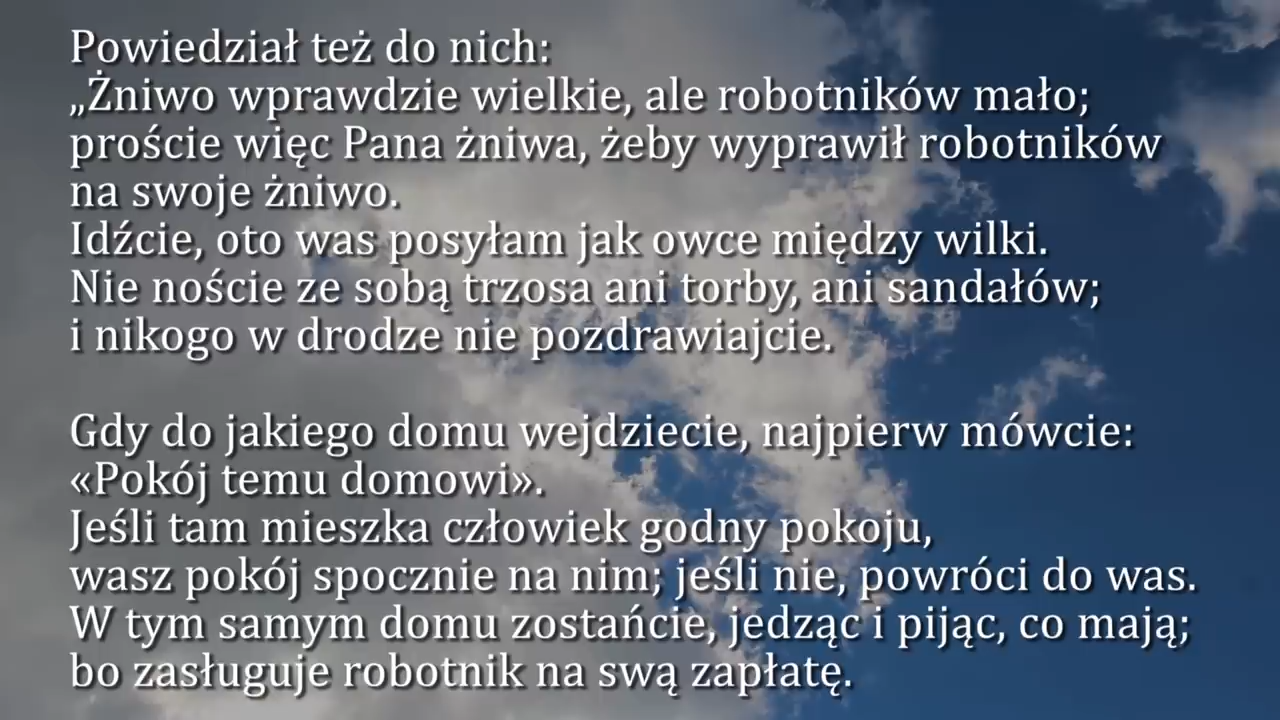 Powiedział też do nich:
„Żniwo wprawdzie wielkie, ale robotników mało;
proście więc Pana żniwa, żeby wyprawił robotników
na swoje żniwo.
Idźcie, oto was posyłam jak owce między wilki.
Nie noście ze sobą trzosa ani torby, ani sandałów;
i nikogo w drodze nie pozdrawiajcie.
Gdy do jakiego domu wejdziecie, najpierw mówcie:
«Pokój temu domowi».
Jeśli tam mieszka człowiek godny pokoju,
wasz pokój spocznie na nim; jeśli nie, powróci do was.
W tym samym domu zostańcie, jedząc i pijąc, co mają;
bo zasługuje robotnik na swą zapłatę.